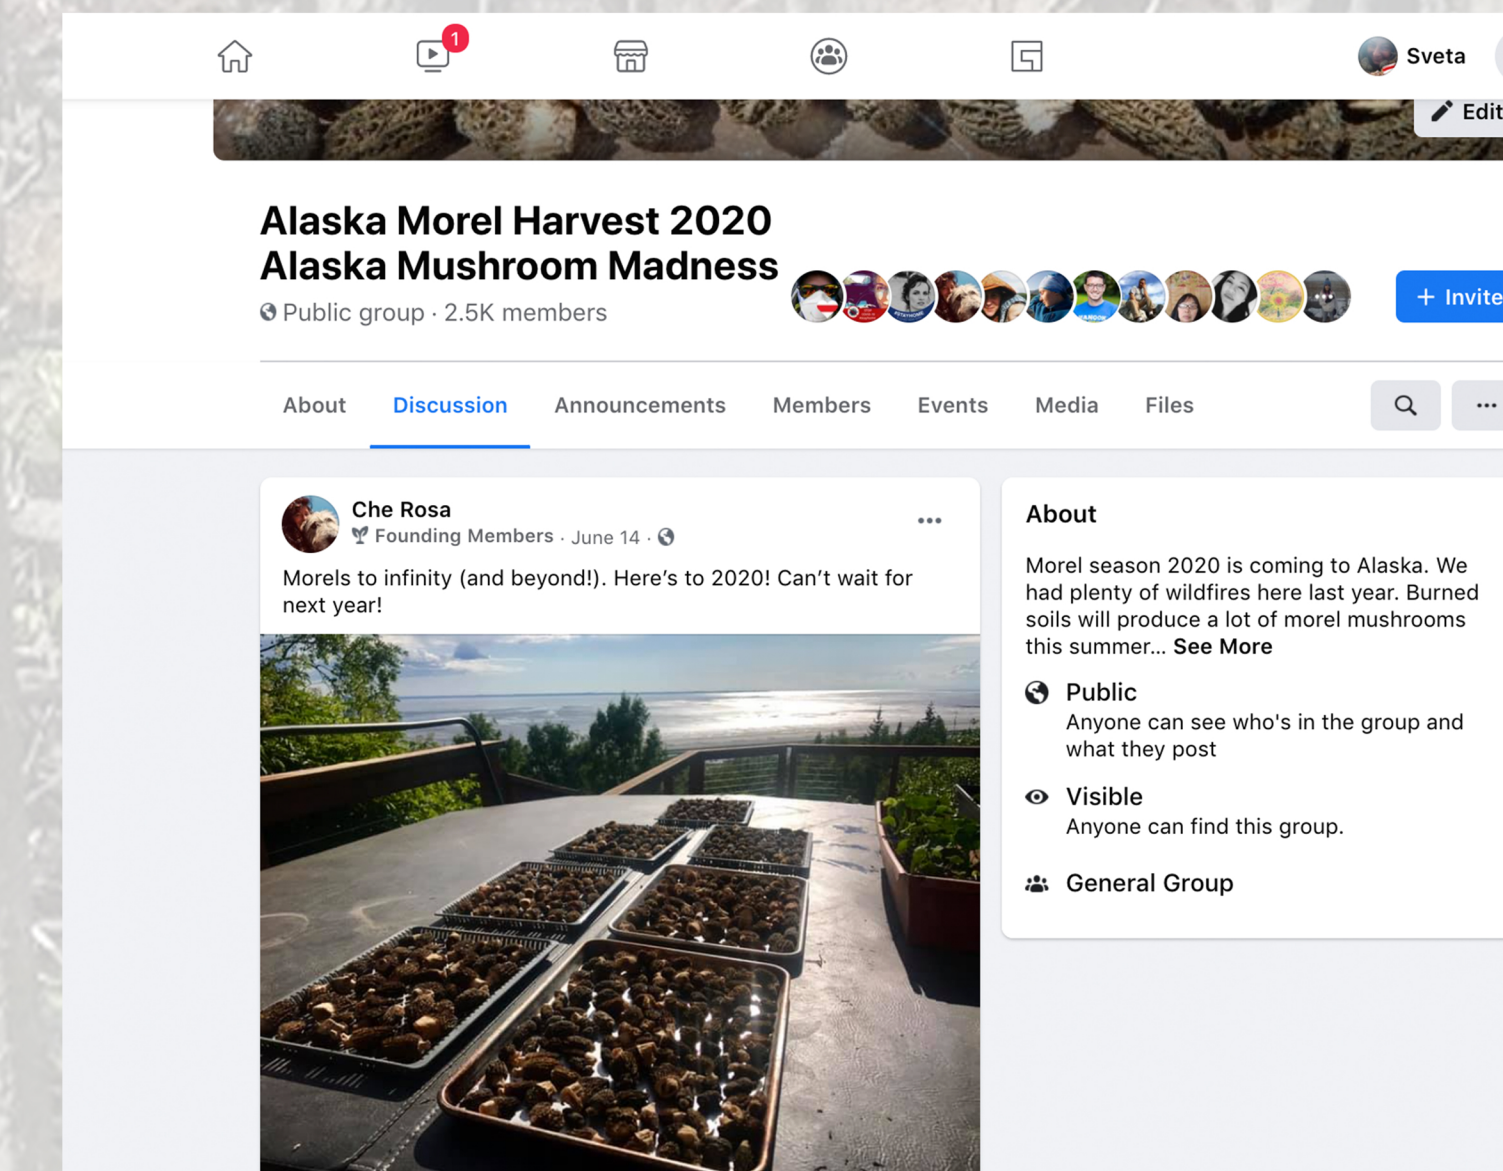 1
Sveta
Edit
Alaska Morel Harvest 2020
Alaska Mushroom Madness
Public group · 2.5K members
+ Invite
About
Discussion
Announcements
Members
Events
Media
Files
Che Rosa
Founding Members · June 14 ·
Morels to infinity (and beyond!). Here’s to 2020! Can’t wait for
next year!
About
Morel season 2020 is coming to Alaska. We
had plenty of wildfires here last year. Burned
soils will produce a lot of morel mushrooms
this summer... See More
Public
Anyone can see who's in the group and
what they post
Visible
Anyone can find this group.
General Group